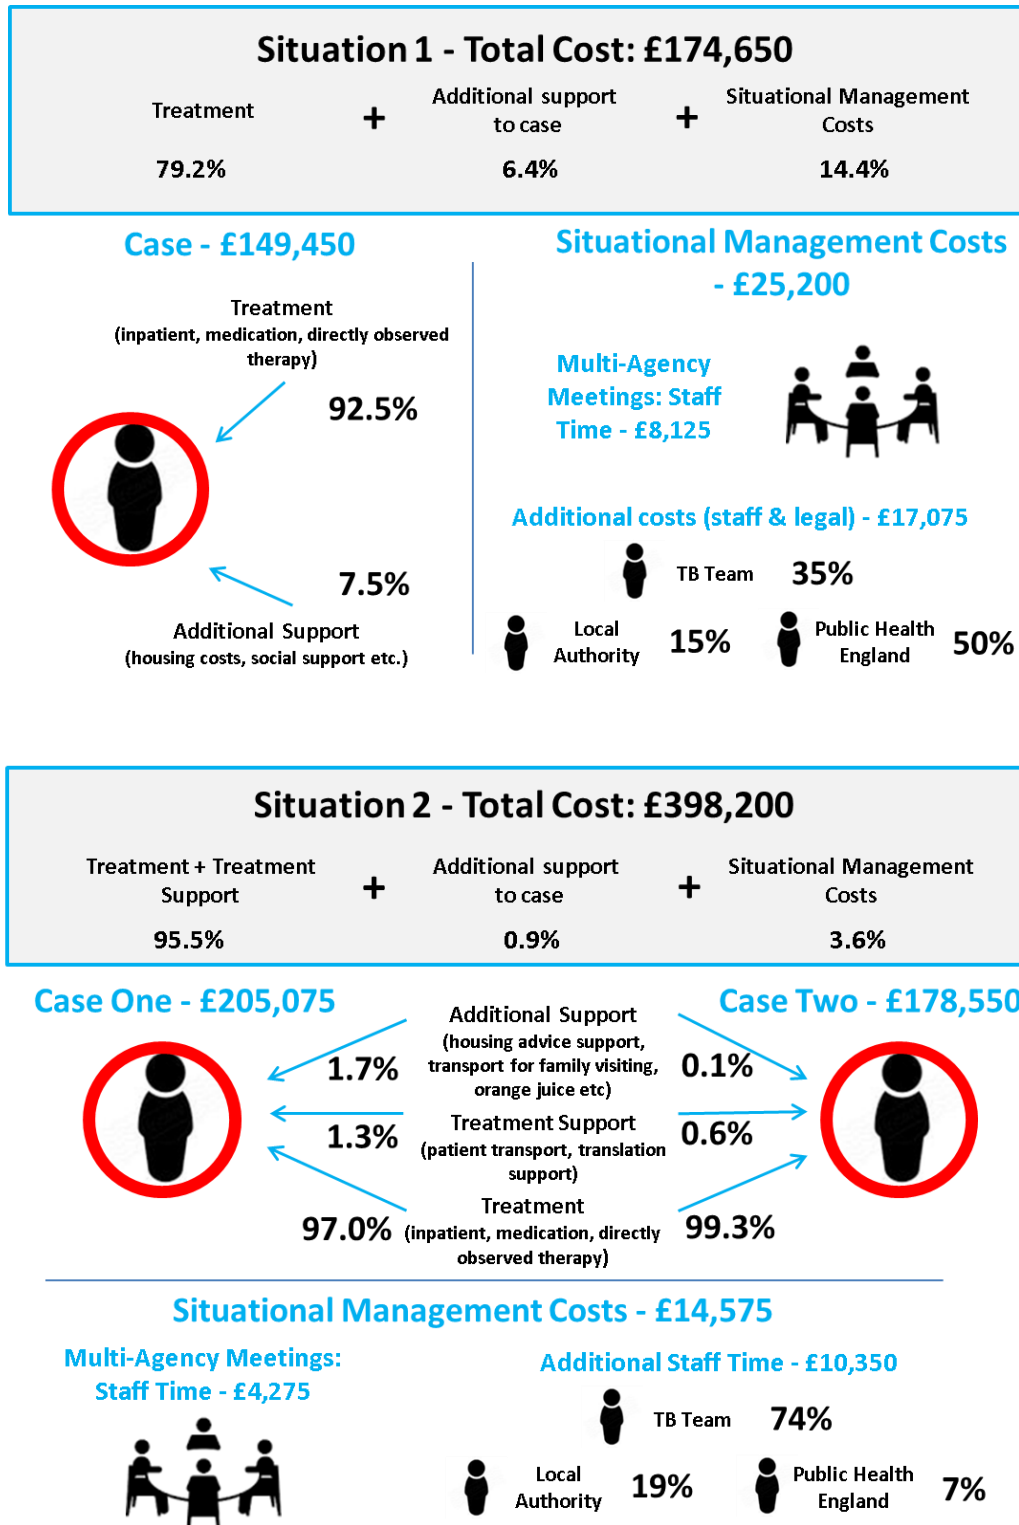 Situation 1 - Total Cost: £174,650
Treatment
+
Additional support
to case
+
Situational Management
Costs
79.2%
6.4%
14.4%
Case - £149,450
Treatment
(inpatient, medication, directly observed
therapy)
92.5%
7.5%
Additional Support
(housing costs, social support etc.)
Situational Management Costs
- £25,200
Multi-Agency
Meetings: Staff
Time - £8,125
Additional costs (staff & legal) - £17,075
TB Team
35%
Local
Authority
15%
Public Health
England
50%
Situation 2 - Total Cost: £398,200
Treatment + Treatment
Support
+
Additional support
to case
+
Situational Management
Costs
95.5%
0.9%
3.6%
Case One - £205,075
Case Two - £178,550
Additional Support
(housing advice support,
transport for family visiting,
orange juice etc)
1.7%
0.1%
Treatment Support
(patient transport, translation
support)
1.3%
0.6%
Treatment
(inpatient, medication, directly
observed therapy)
97.0%
99.3%
Situational Management Costs - £14,575
Multi-Agency Meetings:
Staff Time - £4,275
Additional Staff Time - £10,350
TB Team
74%
Local
Authority
19%
Public Health
England
7%